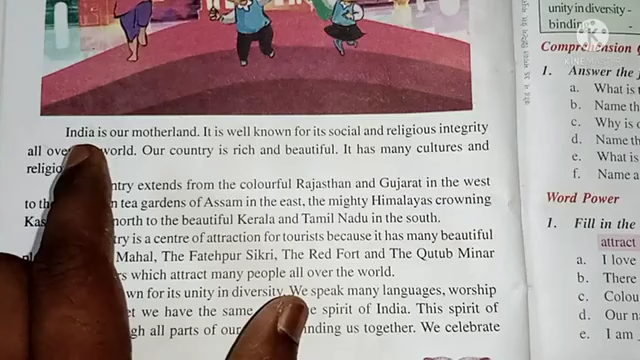 India is our motherland. It is well known for its social and religious integrity
all over world. Our country is rich and beautiful. It has many cultures and
religio
ntry extends from the colourful Rajasthan and Gujarat in the west
to the n tea gardens of Assam in the east, the mighty Himalayas crowning
Kas north to the beautiful Kerala and Tamil Nadu in the south.
try is a centre of attraction for tourists because it has many beautiful
Mahal, The Fatehpur Sikri, The Red Fort and The Qutub Minar
rs which attract many people all over the world.
wn for its unity in diversity. We speak many languages, worship
et we have the same spirit of India. This spirit of
gh all parts of our nding us together. We celebrate
unity in diversity -
binding
Comprehension
1. Answer the
a. What is
b. Name th
c. Why is
d. Name th
e. What is
f. Name a
Word Power
1. Fill in the
attract
a. I love
b. There
c. Colou
d. Our n
e. I am
KINEMASTER